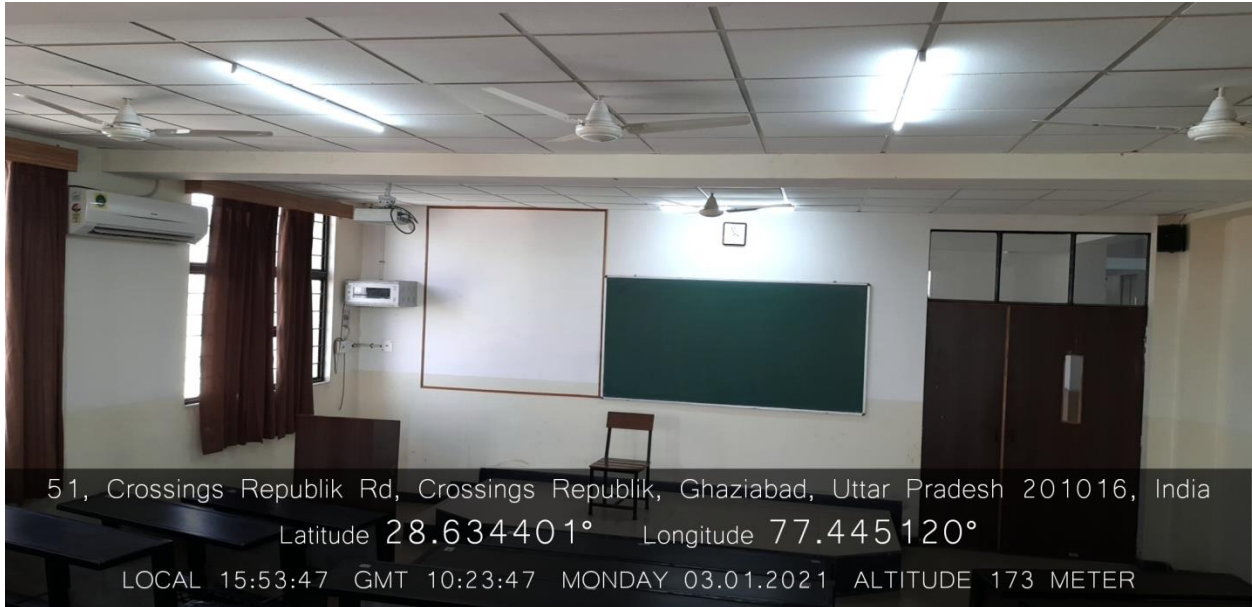 51, Crossings Republik Rd, Crossings Republik, Ghaziabad, Uttar Pradesh 201016, India
Latitude 28.634401° Longitude 77.445120°
LOCAL 15:53:47 GMT 10:23:47 MONDAY 03.01.2021 ALTITUDE 173 METER